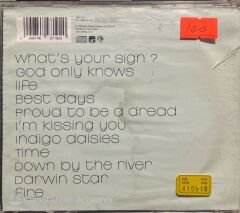 100
what's your sign?
God only knows
life
Best days
Proud to be a dread
I'm kissing you
indigo daisies
Time
Down by the river
Darwin star
Fire
410518